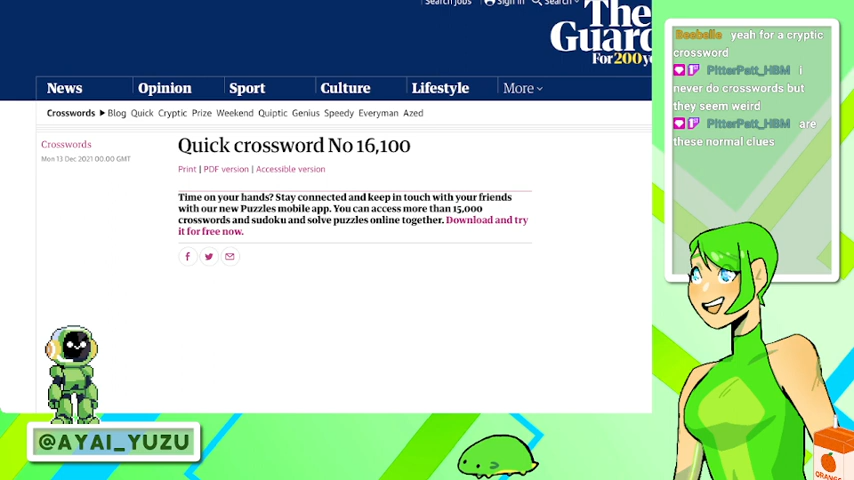 Search jobs Sign in Search
The
Guard
For 200 ye
News Opinion Sport Culture Lifestyle More
Crosswords Blog Quick Cryptic Prize Weekend Quiptic Genius Speedy Everyman Azed
Crosswords
Mon 13 Dec 2021 00.00 GMT
Quick crossword No 16,100
Print | PDF version | Accessible version
Time on your hands? Stay connected and keep in touch with your friends
with our new Puzzles mobile app. You can access more than 15,000
crosswords and sudoku and solve puzzles online together. Download and try
it for free now.
Beebelle yeah for a cryptic
crossword
PitterPatt_HBM i
never do crosswords but
they seem weird
PitterPatt_HBM are
these normal clues
@AYAI_YUZU
ORANGE